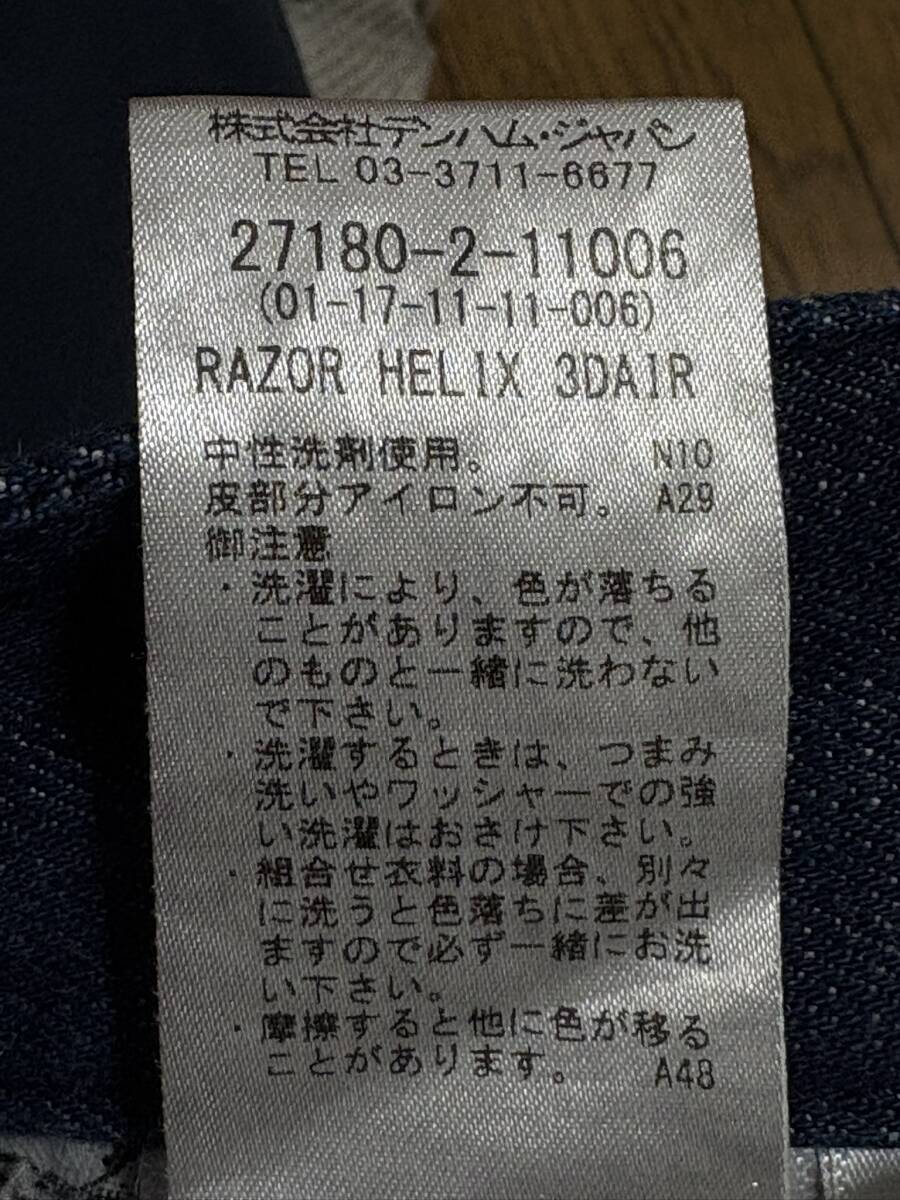 株式会社デンハム・ジャパン
TEL 03-3711-6677
27180-2-11006
(01-17-11-11-006)
RAZOR HELIX 3DAIR
中性洗剤使用。 N10
皮部分アイロン不可。 A29
御注意
・洗濯により、色が落ちる
ことがありますので、他
のものと一緒に洗わない
で下さい。
・洗濯するときは、つまみ
洗いやワッシャーでの強
い洗濯はおさけ下さい。
・組合せ衣料の場合、別々
に洗うと色落ちに差が出
ますので必ず一緒にお洗
い下さい。
・摩擦すると他に色が移る
ことがあります。 A48